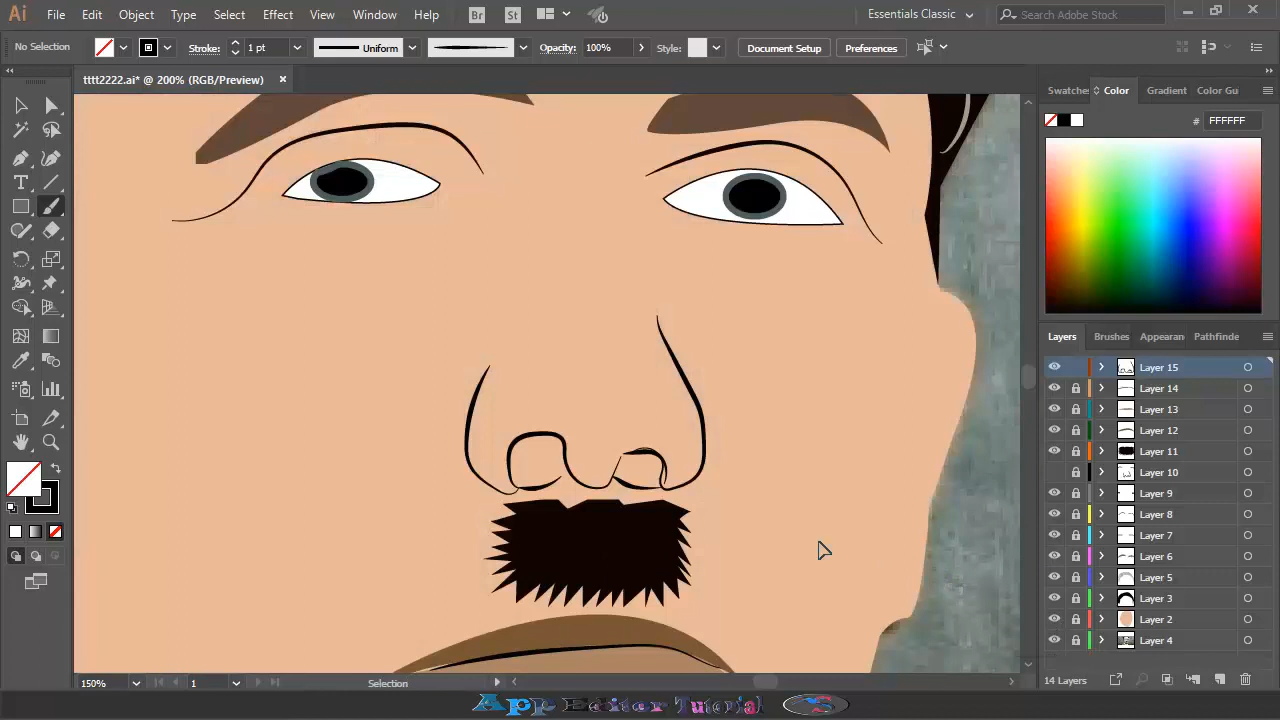 Ai File Edit Object Type Select Effect View Window Help Br St Essentials Classic Search Adobe Stock
No Selection Stroke: 1 pt Uniform Opacity: 100% Style: Document Setup Preferences
tttt2222.ai* @ 200% (RGB/Preview) ×
Swatches Color Gradient Color Gu
# FFFFFF
Layers Brushes Appearan Pathfinde
Layer 15
Layer 14
Layer 13
Layer 12
Layer 11
Layer 10
Layer 9
Layer 8
Layer 7
Layer 6
Layer 5
Layer 3
Layer 2
Layer 4
14 Layers
150% 1 Selection
App Editor Tutorial